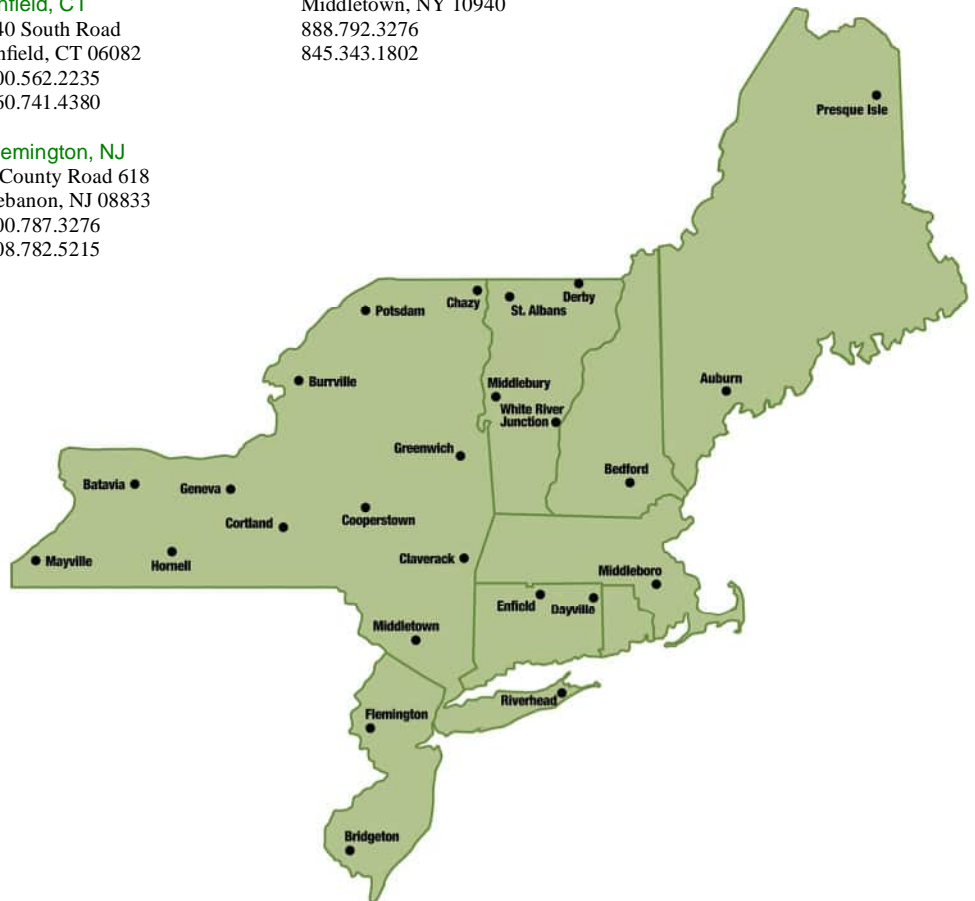 nfield, CT
40 South Road
nfield, CT 06082
00.562.2235
60.741.4380
emington, NJ
County Road 618
ebanon, NJ 08833
00.787.3276
08.782.5215
Middletown, NY 10940
888.792.3276
845.343.1802
Presque Isle
Chazy
Derby
St. Albans
Potsdam
Burrville
Middlebury
White River
Junction
Auburn
Greenwich
Bedford
Batavia
Geneva
Cortland
Cooperstown
Mayville
Hornell
Claverack
Middleboro
Enfield
Dayville
Middletown
Riverhead
Flemington
Bridgeton